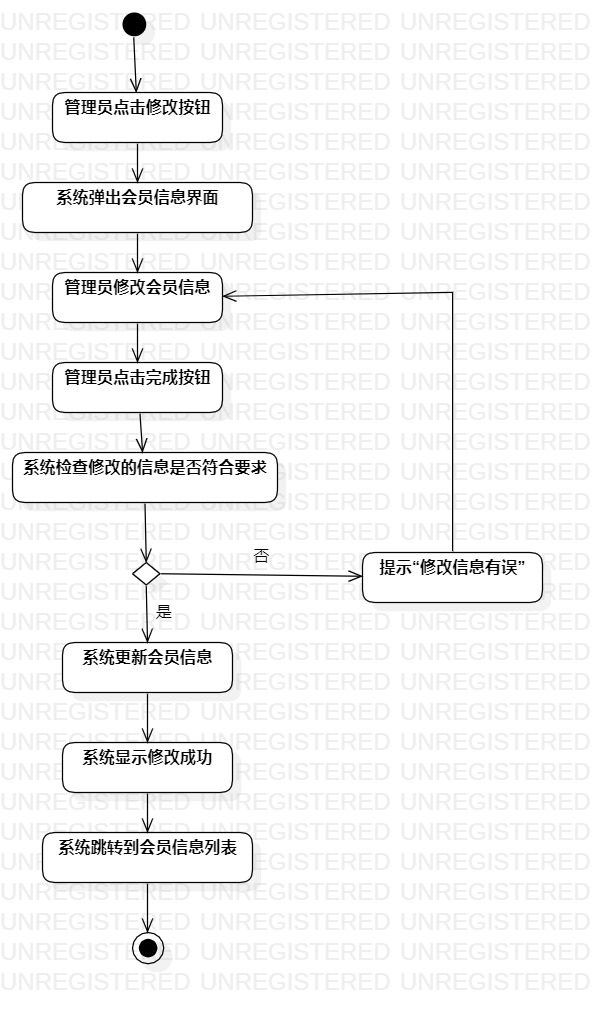 管理员点击修改按钮
系统弹出会员信息界面
管理员修改会员信息
管理员点击完成按钮
系统检查修改的信息是否符合要求
否
提示“修改信息有误”
是
系统更新会员信息
系统显示修改成功
系统跳转到会员信息列表
UNREGISTERED UNREGISTERED UNREGISTERED